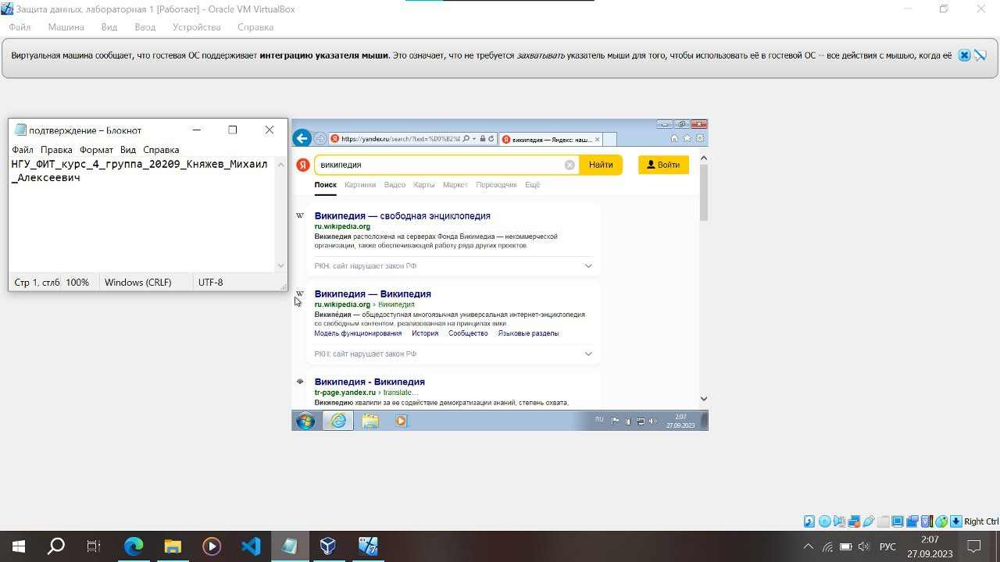 Защита данных, лабораторная 1 [Работает] - Oracle VM VirtualBox
Файл Машина Вид Ввод Устройства Справка
Виртуальная машина сообщает, что гостевая ОС поддерживает интеграцию указателя мыши. Это означает, что не требуется захватывать указатель мыши для того, чтобы использовать её в гостевой ОС -- все действия с мышью, когда её
подтверждение – Блокнот
Файл Правка Формат Вид Справка
НГУ_ФИТ_курс_4_группа_20209_Княжев_Михаил
_Алексеевич
Стр 1, стлб 100% Windows (CRLF) UTF-8
https://yandex.ru/search/?text=%D0%B2%I
википедия — Яндекс: наш...
Я
википедия
Найти
Войти
Поиск Картинки Видео Карты Маркет Переводчик Ещё
W
Википедия — свободная энциклопедия
ru.wikipedia.org
Википедия расположена на серверах Фонда Викимедиа — некоммерческой
организации, также обеспечивающей работу ряда других проектов.
РКН: сайт нарушает закон РФ
W
Википедия — Википедия
ru.wikipedia.org › Википедия
Википе́дия — общедоступная многоязычная универсальная интернет-энциклопедия
со свободным контентом, реализованная на принципах вики.
Модель функционирования История Сообщество Языковые разделы
РКН: сайт нарушает закон РФ
Википедия - Википедия
tr-page.yandex.ru › translate...
Википедию хвалили за ее содействие демократизации знаний, степень охвата,
RU
2:07
27.09.2023
Right Ctrl
РУС
2:07
27.09.2023